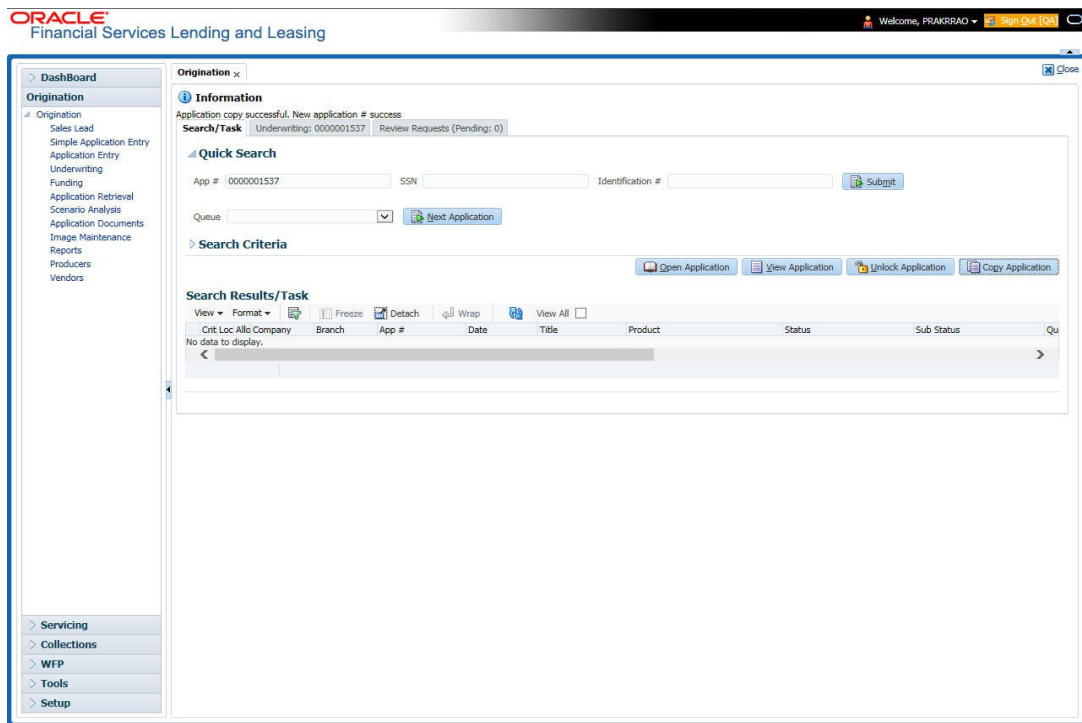 ORACLE
Financial Services Lending and Leasing
Welcome, PRAKRRAO
Sign Out [QA]
Close
DashBoard
Origination
Origination
Sales Lead
Simple Application Entry
Application Entry
Underwriting
Funding
Application Retrieval
Scenario Analysis
Application Documents
Image Maintenance
Reports
Producers
Vendors
Servicing
Collections
WFP
Tools
Setup
Origination
Information
Application copy successful. New application # success
Search/Task Underwriting: 0000001537 Review Requests (Pending: 0)
Quick Search
App # 0000001537 SSN Identification # Submit
Queue Next Application
Search Criteria
Open Application View Application Unlock Application Copy Application
Search Results/Task
View Format Freeze Detach Wrap View All
Crit Loc Allo Company Branch App # Date Title Product Status Sub Status Qu
No data to display.